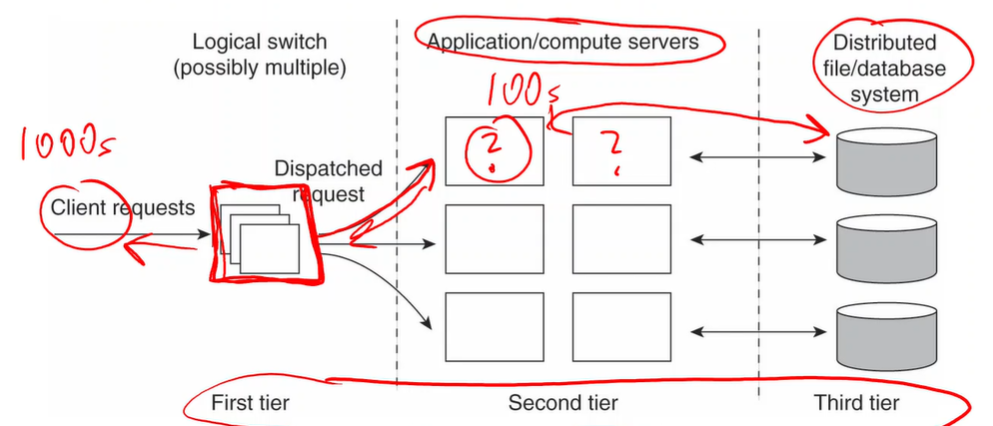 Logical switch
(possibly multiple)
Application/compute servers
Distributed
file/database
system
100s
1000s
? ?
Dispatched
request
Client requests
First tier
Second tier
Third tier